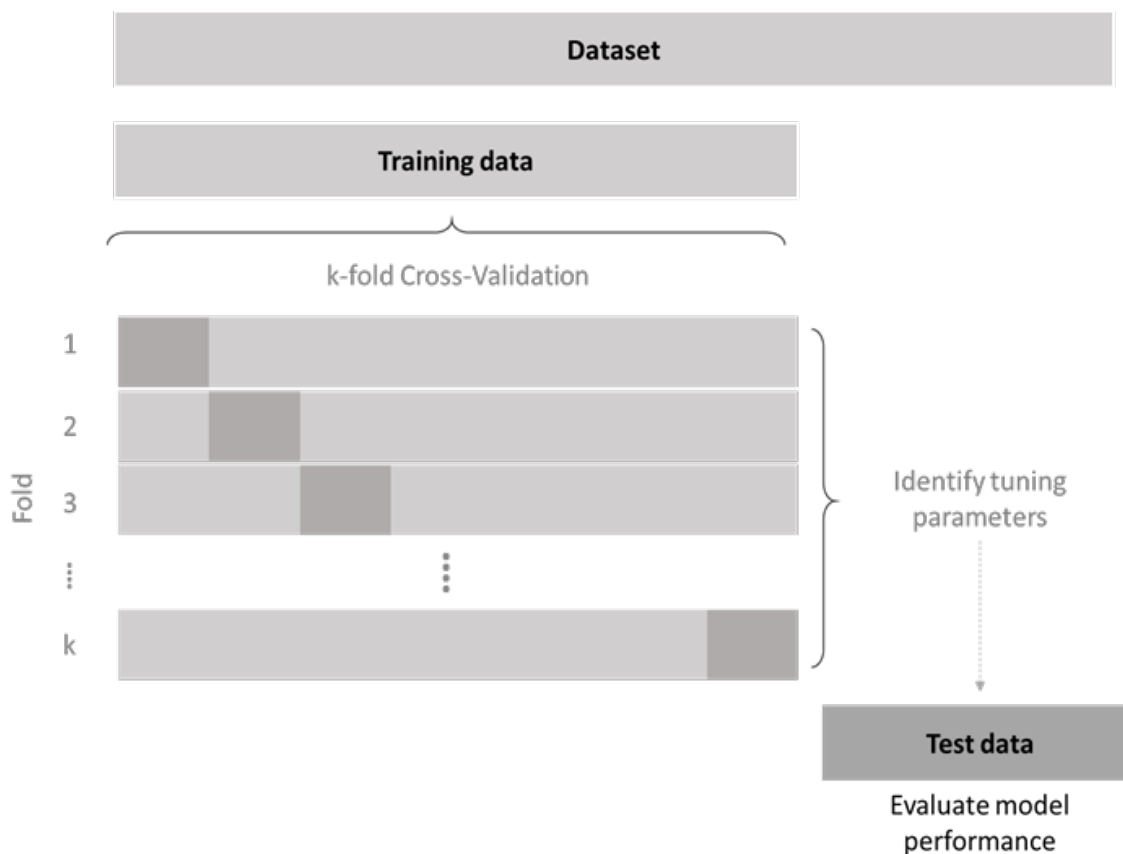 Dataset
Training data
k-fold Cross-Validation
1
2
3
k
Fold
Identify tuning
parameters
Test data
Evaluate model
performance